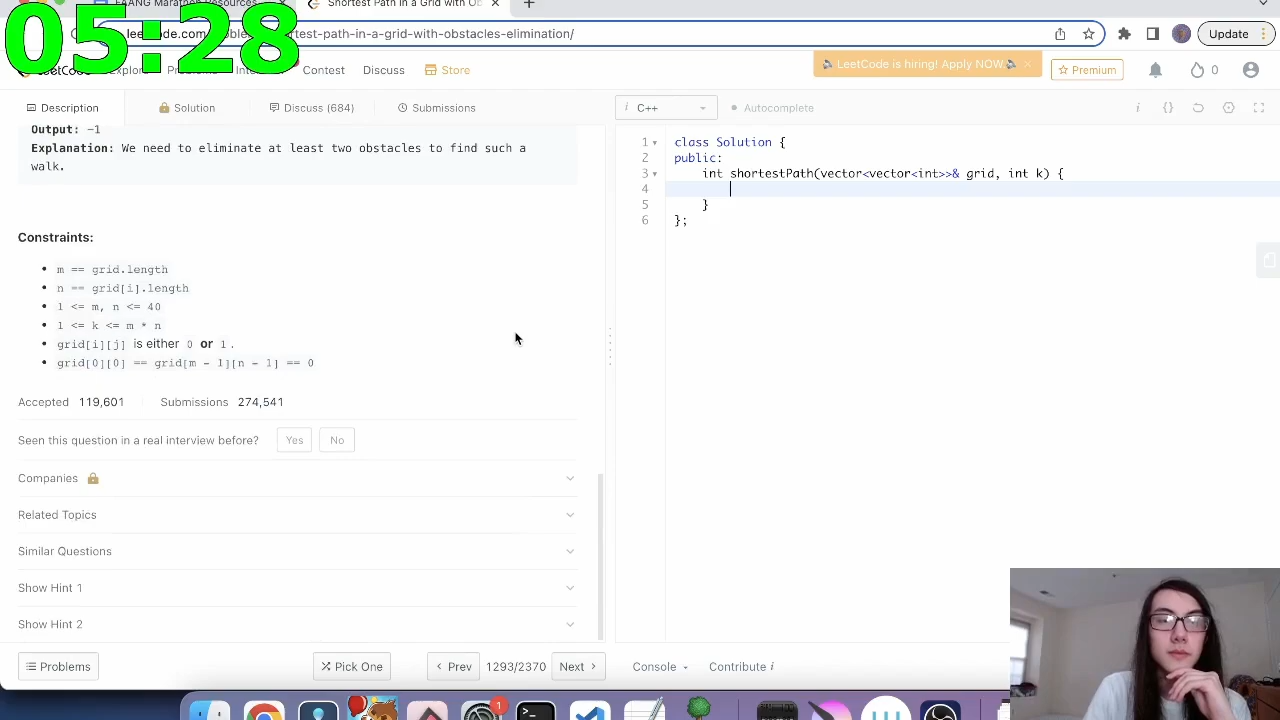 FAANG Marathon Resources
Shortest Path in a Grid with Ob
05:28
-path-in-a-grid-with-obstacles-elimination/
Update
Contest
Discuss
Store
LeetCode is hiring! Apply NOW.
Premium
0
Description
Solution
Discuss (684)
Submissions
i C++
Autocomplete
Output: -1
Explanation: We need to eliminate at least two obstacles to find such a
walk.
Constraints:
m == grid.length
n == grid[i].length
1 <= m, n <= 40
1 <= k <= m * n
grid[i][j] is either 0 or 1.
grid[0][0] == grid[m - 1][n - 1] == 0
Accepted 119,601 Submissions 274,541
Seen this question in a real interview before? Yes No
Companies
Related Topics
Similar Questions
Show Hint 1
Show Hint 2
Problems
Pick One
Prev
1293/2370
Next
1 class Solution {
2 public:
3 int shortestPath(vector<vector<int>>& grid, int k) {
4
5 }
6 };
Console
Contribute i
1